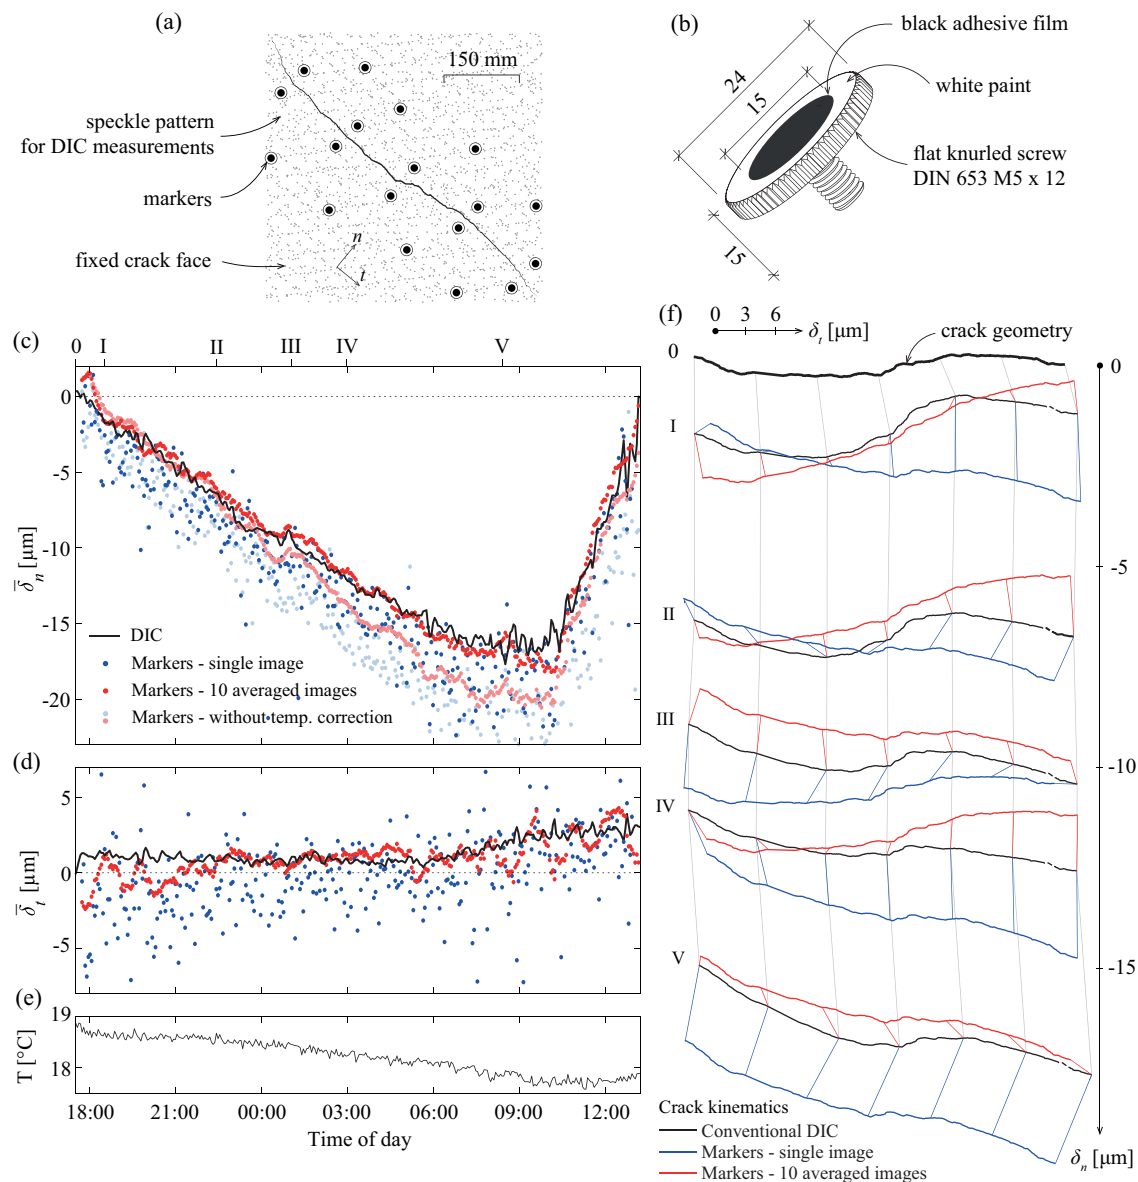 (a)
150 mm
speckle pattern
for DIC measurements
markers
fixed crack face
n
t
(b)
black adhesive film
white paint
flat knurled screw
DIN 653 M5 x 12
24
15
15
(c)
0 I II III IV V
0
-5
-10
-15
-20
δ̅n [µm]
DIC
Markers - single image
Markers - 10 averaged images
Markers - without temp. correction
(d)
5
0
-5
δ̅t [µm]
(e)
19
18
T [°C]
18:00 21:00 00:00 03:00 06:00 09:00 12:00
Time of day
(f)
0 3 6
δt [µm]
crack geometry
0
I
II
III
IV
V
0
-5
-10
-15
δn [µm]
Crack kinematics
Conventional DIC
Markers - single image
Markers - 10 averaged images